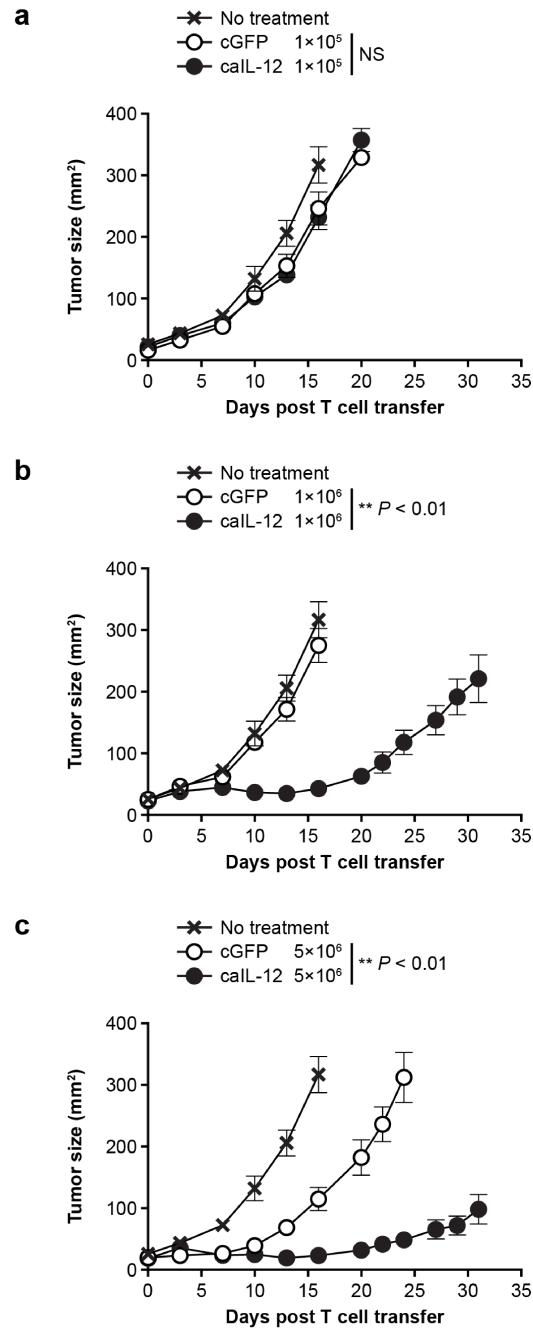 a
No treatment
cGFP 1×10⁵
caIL-12 1×10⁵
NS
400
300
200
100
0
Tumor size (mm²)
0 5 10 15 20 25 30 35
Days post T cell transfer
b
No treatment
cGFP 1×10⁶
caIL-12 1×10⁶
** P < 0.01
400
300
200
100
0
Tumor size (mm²)
0 5 10 15 20 25 30 35
Days post T cell transfer
c
No treatment
cGFP 5×10⁶
caIL-12 5×10⁶
** P < 0.01
400
300
200
100
0
Tumor size (mm²)
0 5 10 15 20 25 30 35
Days post T cell transfer